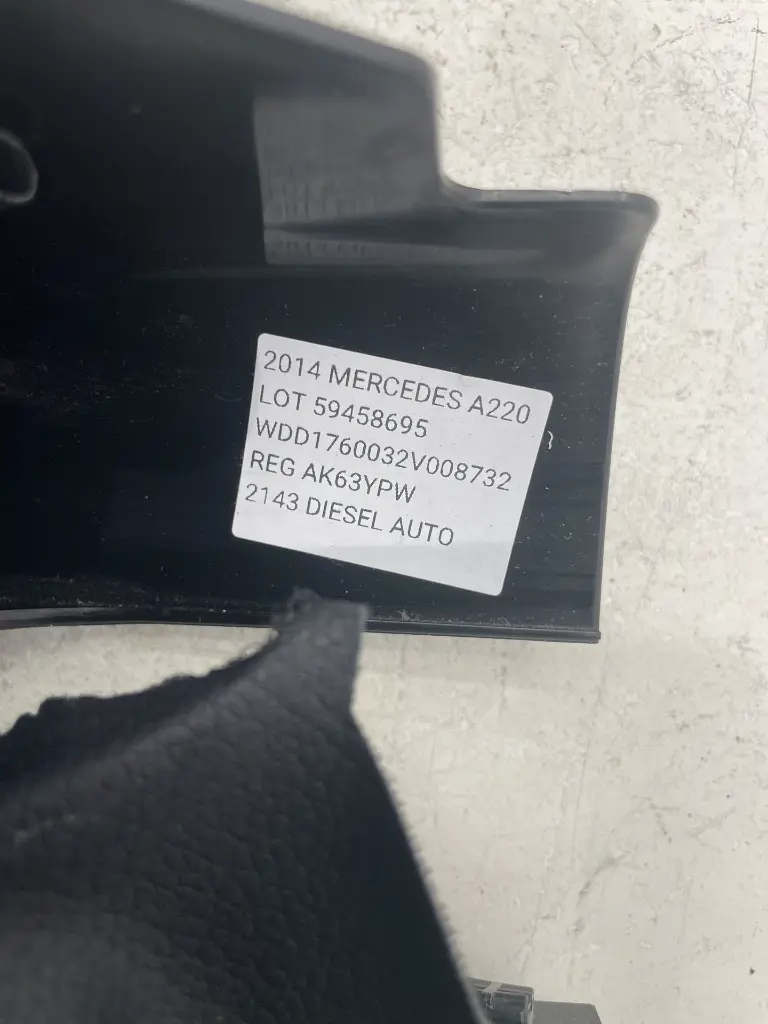 2014 MERCEDES A220
LOT 59458695
WDD1760032V008732
REG AK63YPW
2143 DIESEL AUTO